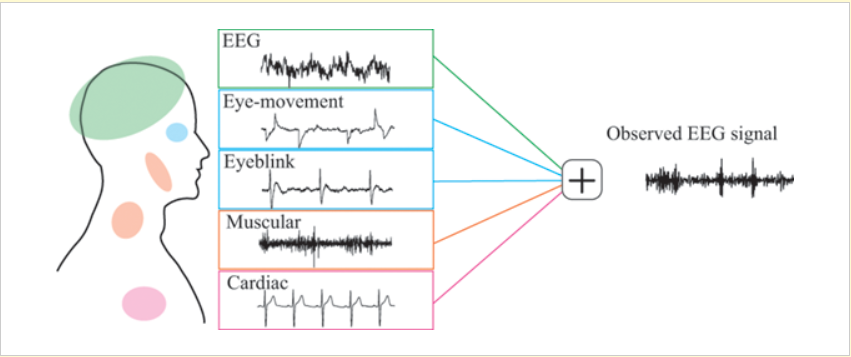 EEG
Eye-movement
Eyeblink
Muscular
Cardiac
+
Observed EEG signal